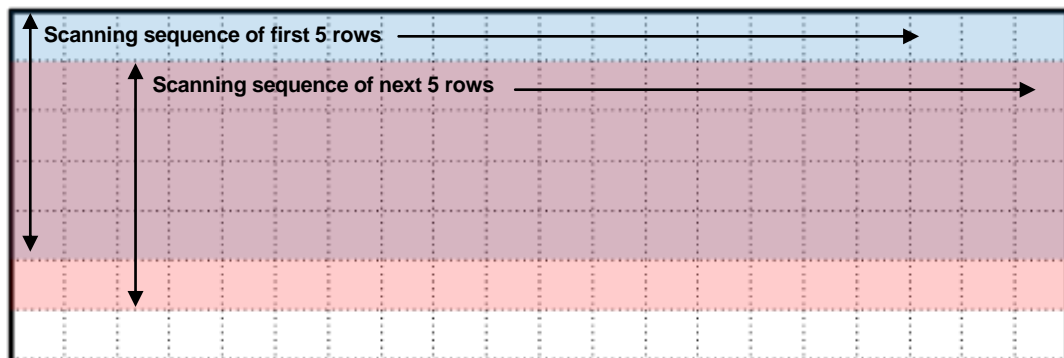 Scanning sequence of first 5 rows
Scanning sequence of next 5 rows